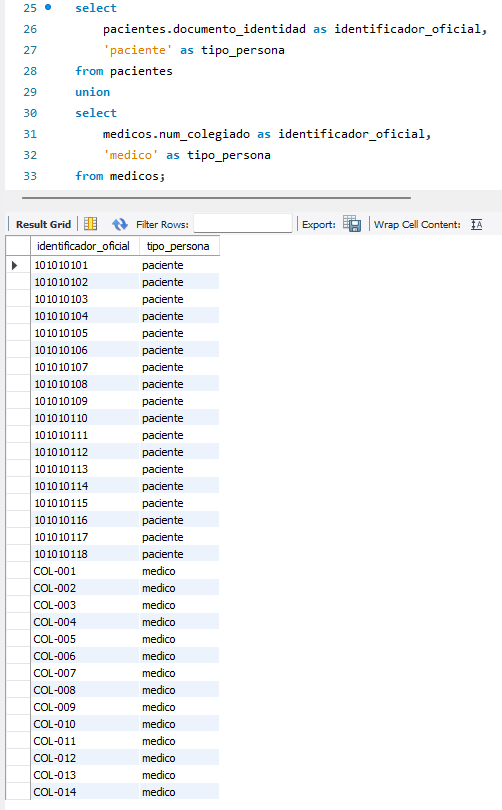 25 select
26 pacientes.documento_identidad as identificador_oficial,
27 'paciente' as tipo_persona
28 from pacientes
29 union
30 select
31 medicos.num_colegiado as identificador_oficial,
32 'medico' as tipo_persona
33 from medicos;
Result Grid Filter Rows: Export: Wrap Cell Content: IA
identificador_oficial tipo_persona
101010101 paciente
101010102 paciente
101010103 paciente
101010104 paciente
101010105 paciente
101010106 paciente
101010107 paciente
101010108 paciente
101010109 paciente
101010110 paciente
101010111 paciente
101010112 paciente
101010113 paciente
101010114 paciente
101010115 paciente
101010116 paciente
101010117 paciente
101010118 paciente
COL-001 medico
COL-002 medico
COL-003 medico
COL-004 medico
COL-005 medico
COL-006 medico
COL-007 medico
COL-008 medico
COL-009 medico
COL-010 medico
COL-011 medico
COL-012 medico
COL-013 medico
COL-014 medico